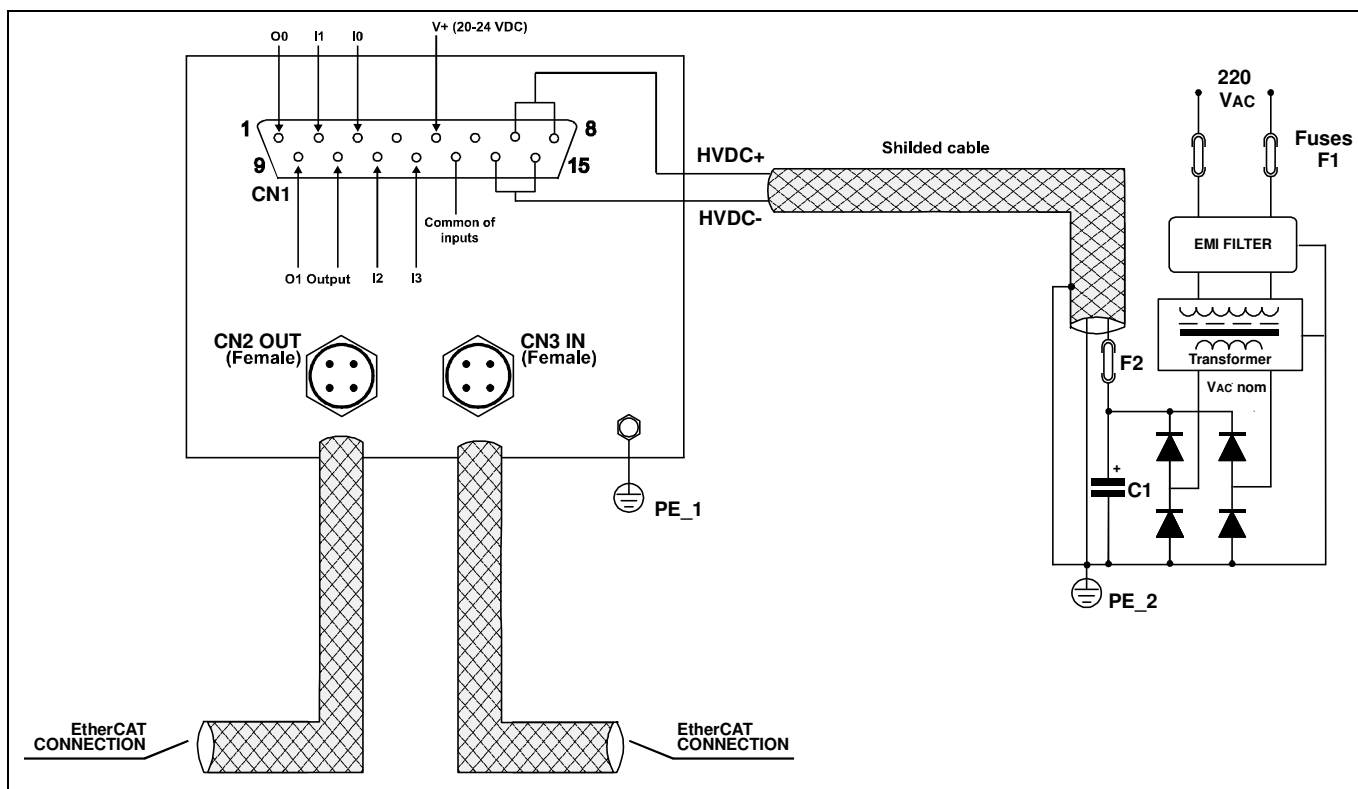 V+ (20-24 VDC)
O0
I1
I0
1
8
9
15
CN1
Common of
inputs
O1
Output
I2
I3
HVDC+
HVDC-
Shilded cable
220
VAC
Fuses
F1
EMI FILTER
Transformer
VAC nom
F2
+
C1
PE_2
CN2 OUT
(Female)
CN3 IN
(Female)
PE_1
EtherCAT
CONNECTION
EtherCAT
CONNECTION